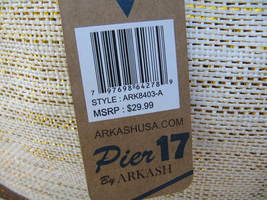 7 97698 64278 9
STYLE : ARK8403-A
MSRP : $29.99
ARKASHUSA.COM
Pier 17
By ARKASH